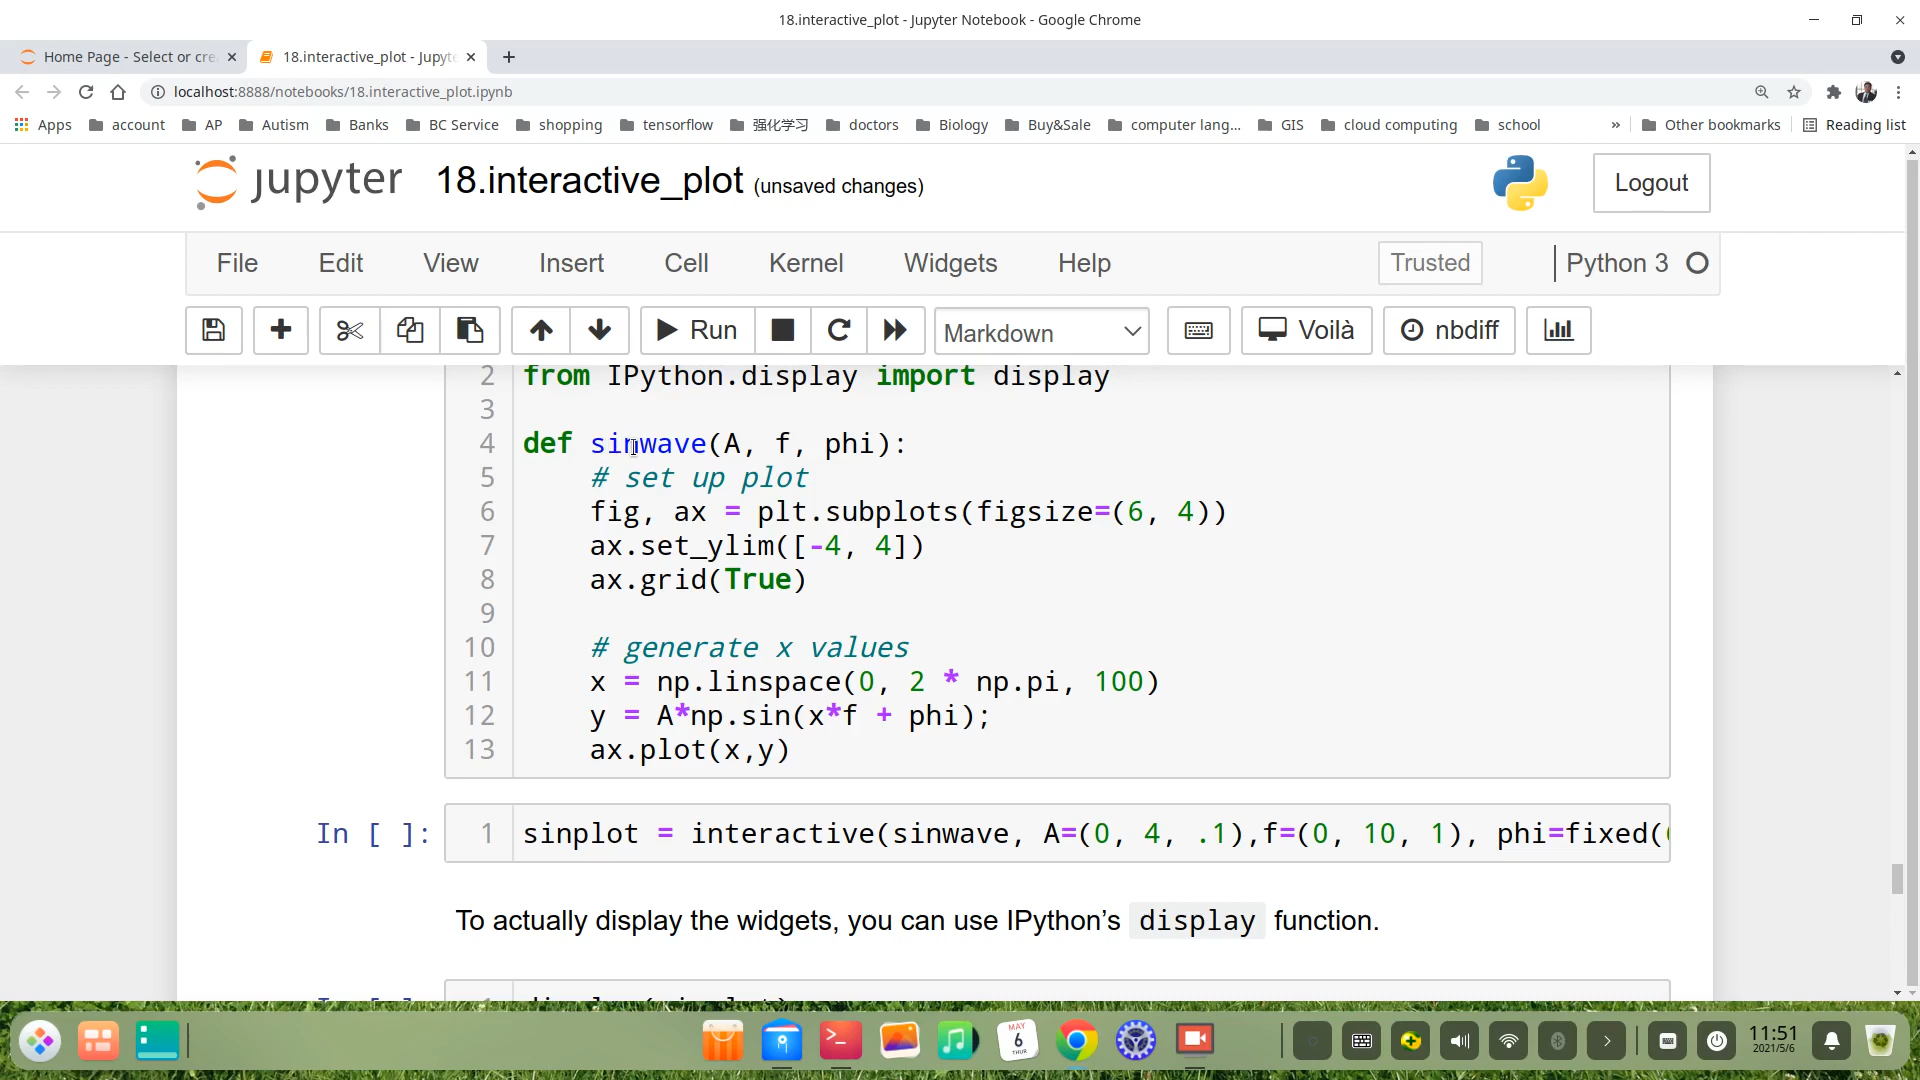 18.interactive_plot - Jupyter Notebook - Google Chrome
Home Page - Select or cre
18.interactive_plot - Jupyte
localhost:8888/notebooks/18.interactive_plot.ipynb
Apps account AP Autism Banks BC Service shopping tensorflow 强化学习 doctors Biology Buy&Sale computer lang... GIS cloud computing school » Other bookmarks Reading list
jupyter 18.interactive_plot (unsaved changes) Logout
File Edit View Insert Cell Kernel Widgets Help Trusted Python 3
Run Markdown Voilà nbdiff
2 from IPython.display import display
3
4 def sinwave(A, f, phi):
5 # set up plot
6 fig, ax = plt.subplots(figsize=(6, 4))
7 ax.set_ylim([-4, 4])
8 ax.grid(True)
9
10 # generate x values
11 x = np.linspace(0, 2 * np.pi, 100)
12 y = A*np.sin(x*f + phi);
13 ax.plot(x,y)
In [ ]: 1 sinplot = interactive(sinwave, A=(0, 4, .1),f=(0, 10, 1), phi=fixed(
To actually display the widgets, you can use IPython’s display function.
MAY
6
THUR
11:51
2021/5/6